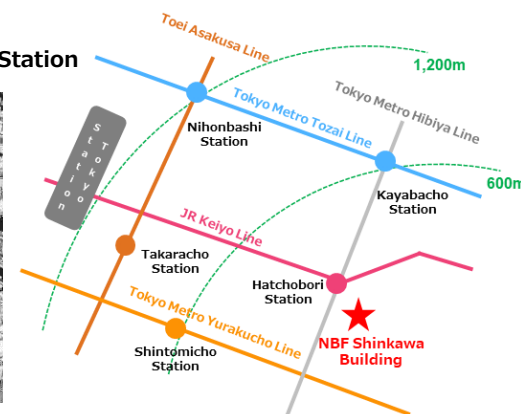 Station
Toei Asakusa Line
1,200m
Tokyo Metro Tozai Line
Tokyo Metro Hibiya Line
Nihonbashi
Station
Tokyo
Station
600m
Kayabacho
Station
JR Keiyo Line
Takaracho
Station
Hatchobori
Station
Tokyo Metro Yurakucho Line
NBF Shinkawa
Building
Shintomicho
Station